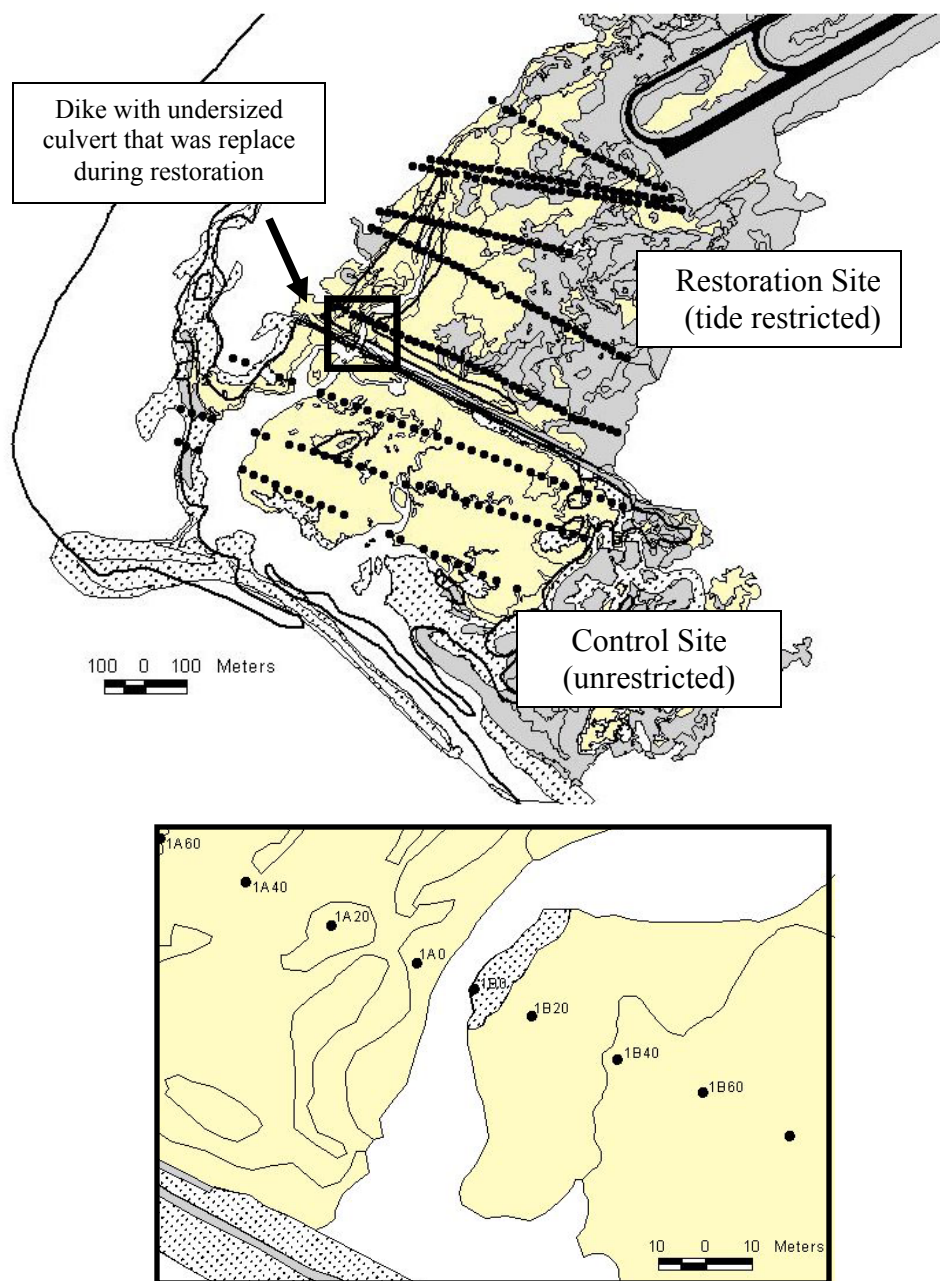 Dike with undersized
culvert that was replace
during restoration
Restoration Site
(tide restricted)
Control Site
(unrestricted)
100 0 100 Meters
1A60
1A40
1A20
1A0
1B0
1B20
1B40
1B60
10 0 10 Meters